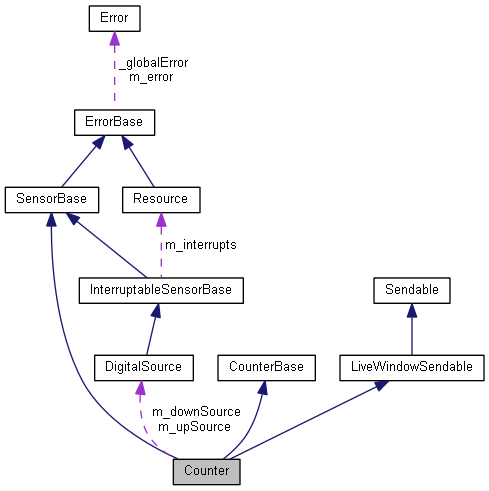 Error
_globalError
m_error
ErrorBase
SensorBase
Resource
m_interrupts
InterruptableSensorBase
Sendable
DigitalSource
CounterBase
LiveWindowSendable
m_downSource
m_upSource
Counter